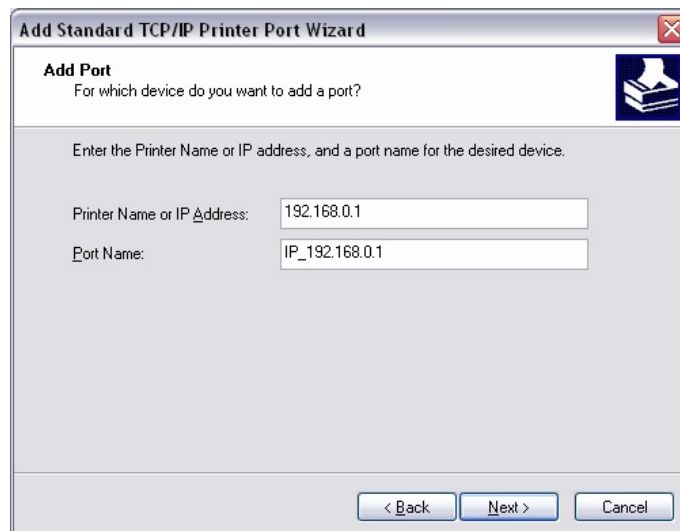 Add Standard TCP/IP Printer Port Wizard
Add Port
For which device do you want to add a port?
Enter the Printer Name or IP address, and a port name for the desired device.
Printer Name or IP Address: 192.168.0.1
Port Name: IP_192.168.0.1
< Back Next > Cancel